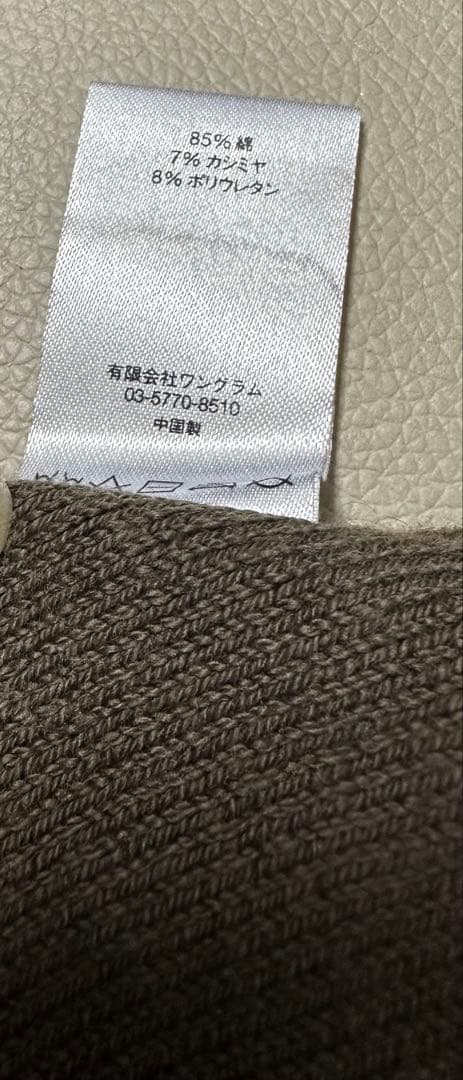 85% 綿
7% カシミヤ
8% ポリウレタン
有限会社ワングラム
03-5770-8510
中国製